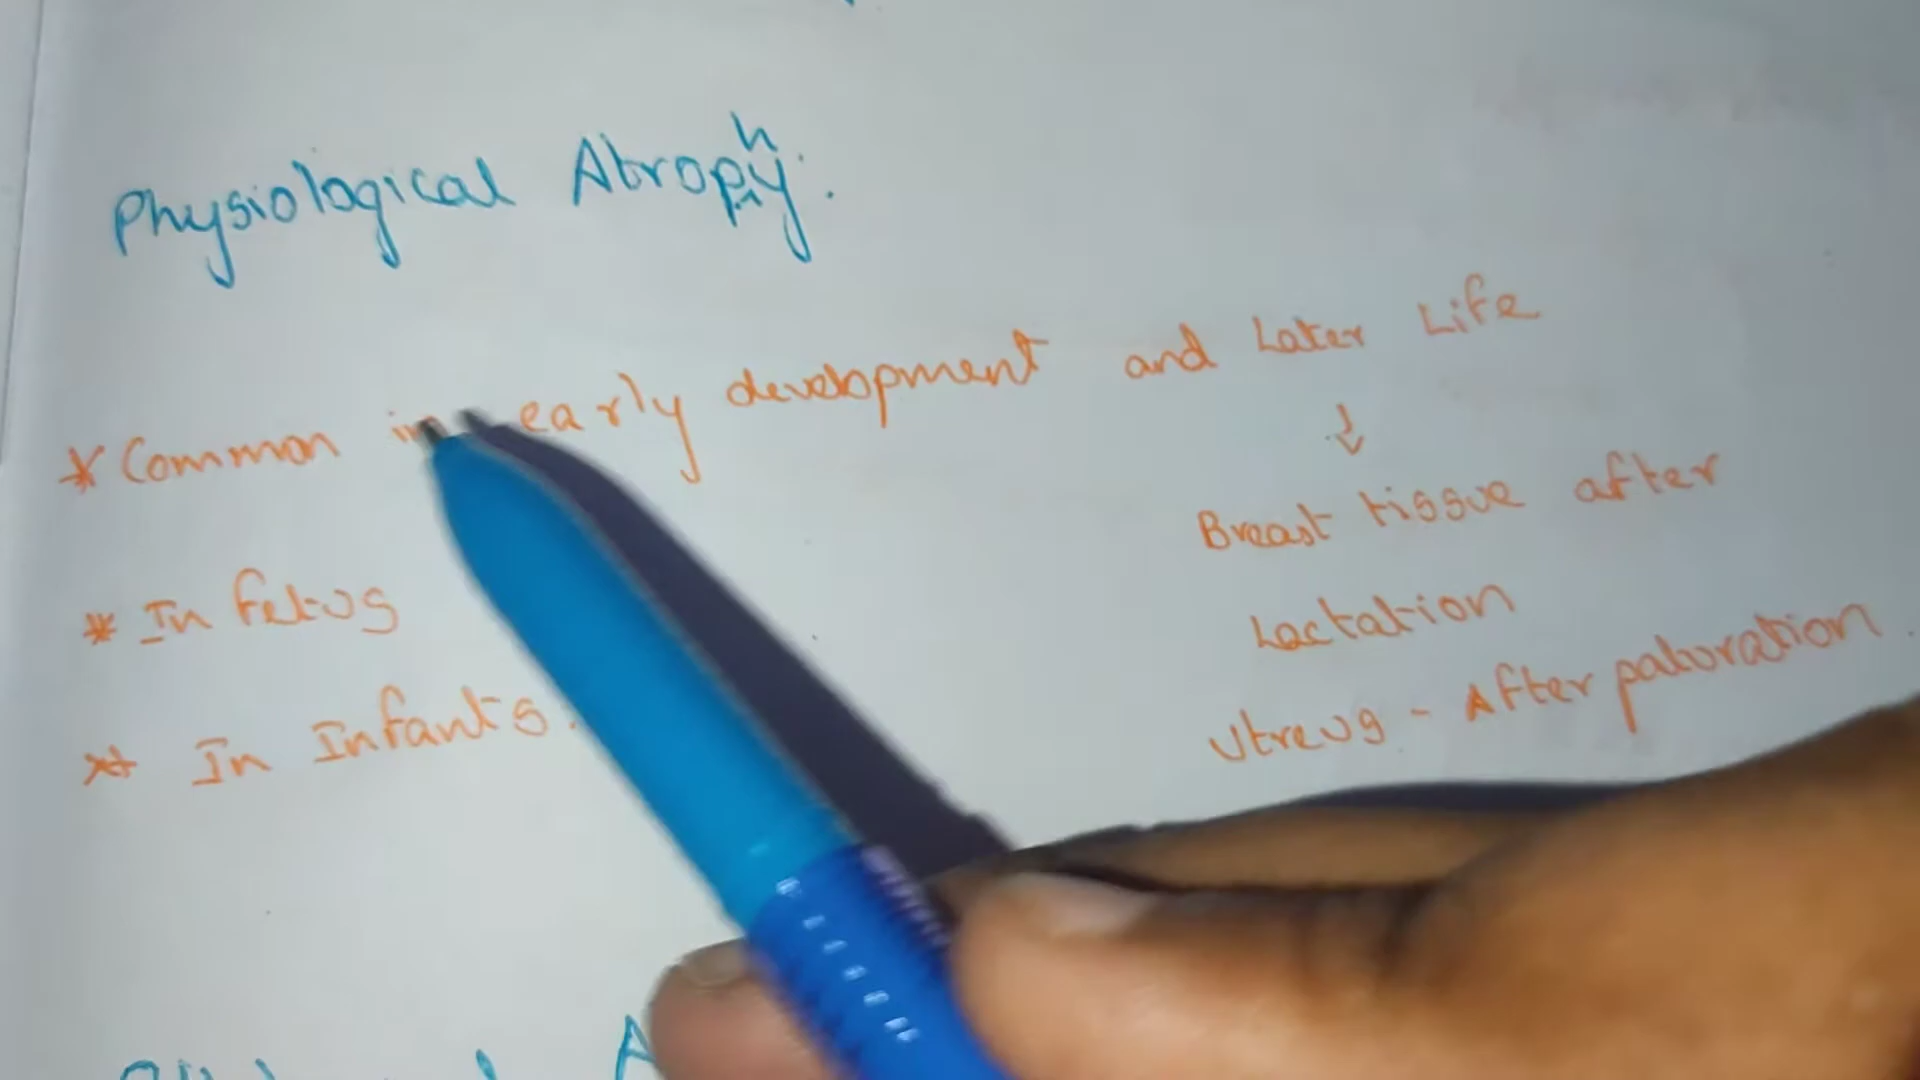 Physiological Atrophy:
* Common in early development and Later Life
↓
Breast tissue after
Lactation
Utreus - After paturation
* In Fetus
* In Infants.